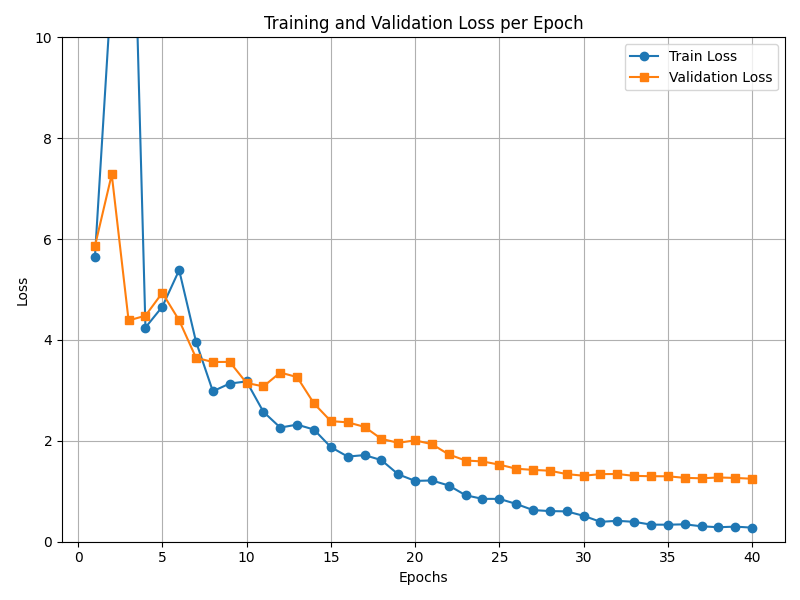 Training and Validation Loss per Epoch
Train Loss
Validation Loss
Loss
10
8
6
4
2
0
0 5 10 15 20 25 30 35 40
Epochs